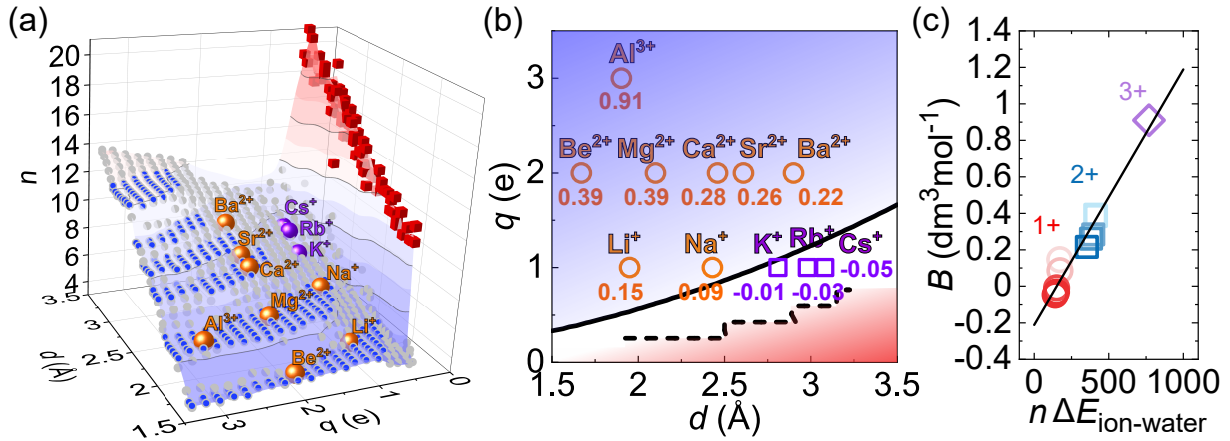 (a)
20
18
16
14
12
10
8
6
4
n
3.5
3
2.5
2
1.5
d(Å)
3
2
1
0
q (e)
Ba²⁺
Cs⁺
Rb⁺
K⁺
Sr²⁺
Ca²⁺
Na⁺
Mg²⁺
Al³⁺
Li⁺
Be²⁺
(b)
3
2
1
0
q (e)
Al³⁺
0.91
Be²⁺ Mg²⁺ Ca²⁺ Sr²⁺ Ba²⁺
0.39 0.39 0.28 0.26 0.22
Li⁺ Na⁺ K⁺ Rb⁺ Cs⁺
-0.05
0.15 0.09 -0.01 -0.03
1.5 2 2.5 3 3.5
d (Å)
(c)
1.4
1.2
1
0.8
0.6
0.4
0.2
0
-0.2
-0.4
B (dm³mol⁻¹)
3+
2+
1+
0 500 1000
n ΔE_ion-water